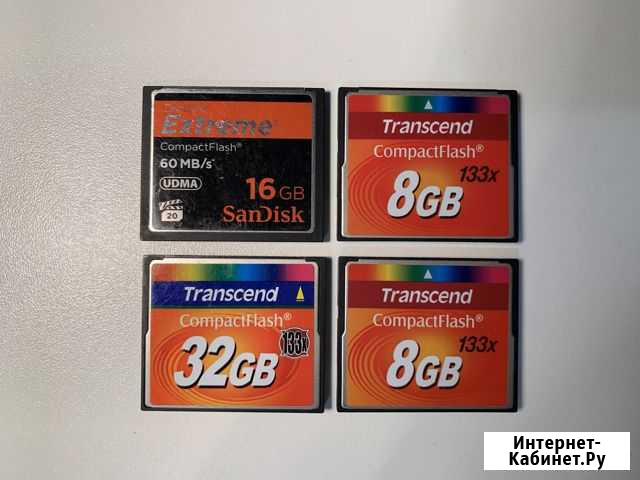 SanDisk
Extreme
CompactFlash®
60 MB/s
UDMA
16 GB
20
SanDisk
Transcend
CompactFlash®
133x
8GB
Transcend
CompactFlash®
133x
32GB
Transcend
CompactFlash®
133x
8GB
Интернет-
Кабинет.Ру